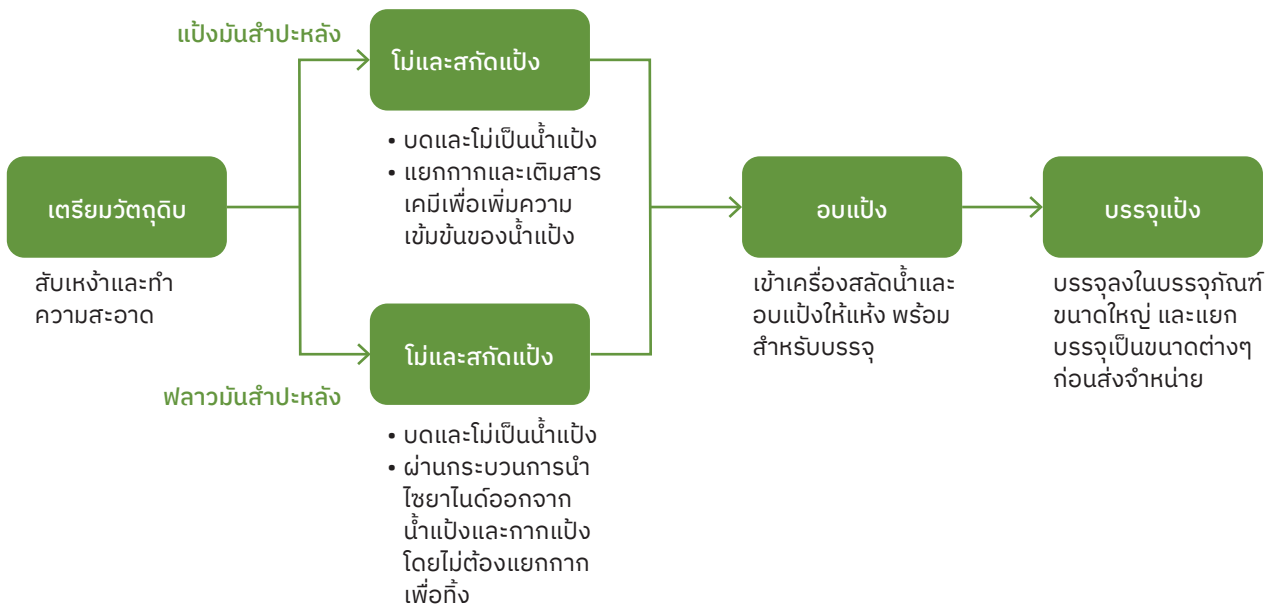 เตรียมวัตถุดิบ
สับเหง้าและทำ
ความสะอาด
แป้งมันสำปะหลัง
โม่และสกัดแป้ง
• บดและโม่เป็นน้ำแป้ง
• แยกกากและเติมสาร
เคมีเพื่อเพิ่มความ
เข้มข้นของน้ำแป้ง
ฟลาวมันสำปะหลัง
โม่และสกัดแป้ง
• บดและโม่เป็นน้ำแป้ง
• ผ่านกระบวนการนำ
ไซยาไนด์ออกจาก
น้ำแป้งและกากแป้ง
โดยไม่ต้องแยกกาก
เพื่อทิ้ง
อบแป้ง
เข้าเครื่องสลัดน้ำและ
อบแป้งให้แห้ง พร้อม
สำหรับบรรจุ
บรรจุแป้ง
บรรจุลงในบรรจุภัณฑ์
ขนาดใหญ่ และแยก
บรรจุเป็นขนาดต่างๆ
ก่อนส่งจำหน่าย